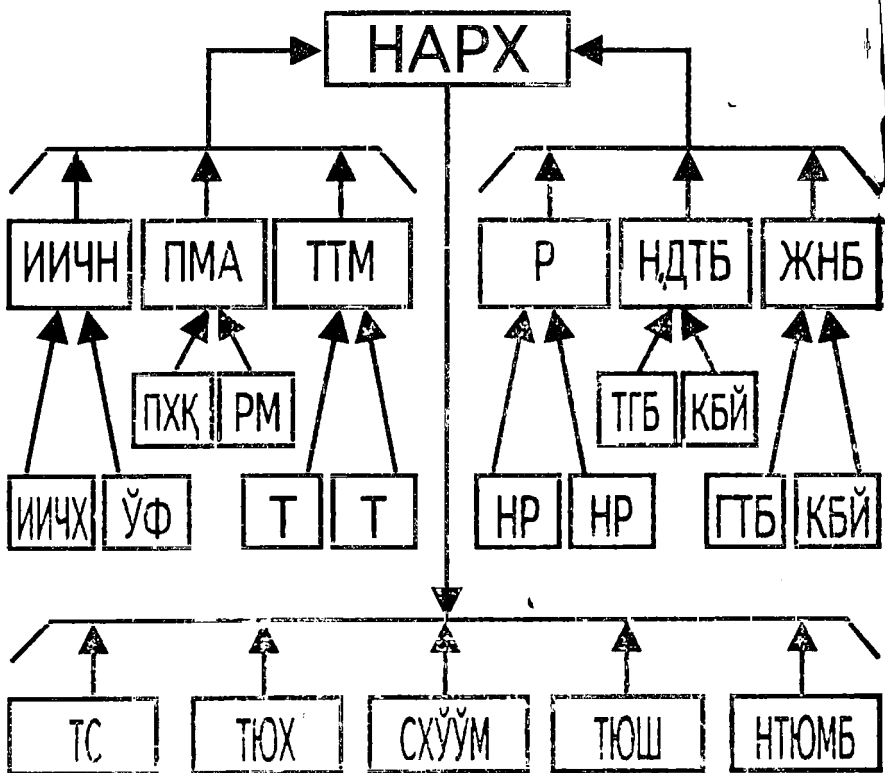 НАРХ
ИИЧН ПМА ТТМ Р НДТБ ЖНБ
ПХҚ РМ ТГБ КБЙ
ИИЧХ ЎФ Т Т НР НР ГТБ КБЙ
ТС ТЮХ СХЎЎМ ТЮШ НТЮМБ